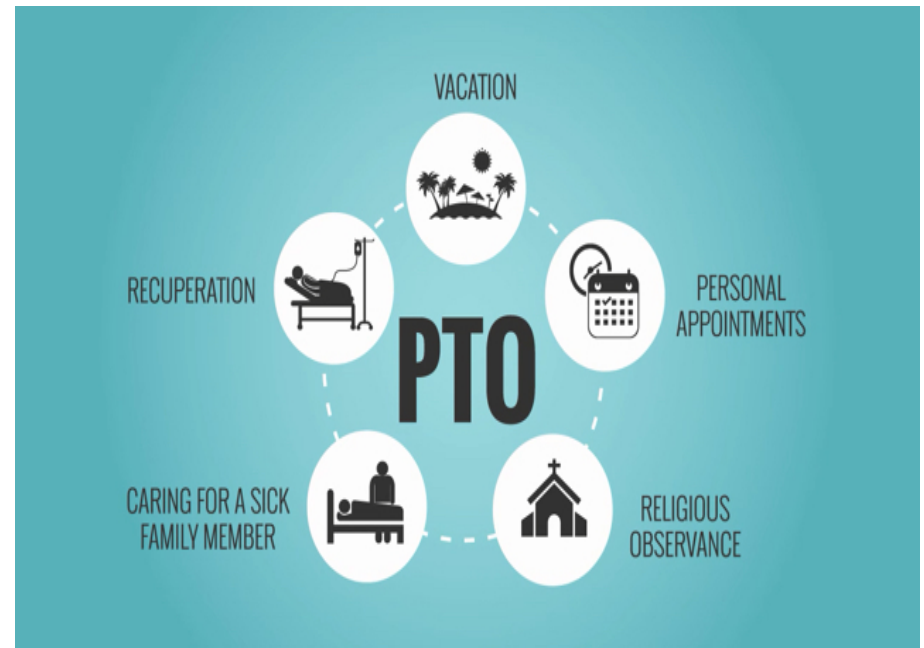 VACATION
RECUPERATION
PERSONAL
APPOINTMENTS
PTO
CARING FOR A SICK
FAMILY MEMBER
RELIGIOUS
OBSERVANCE